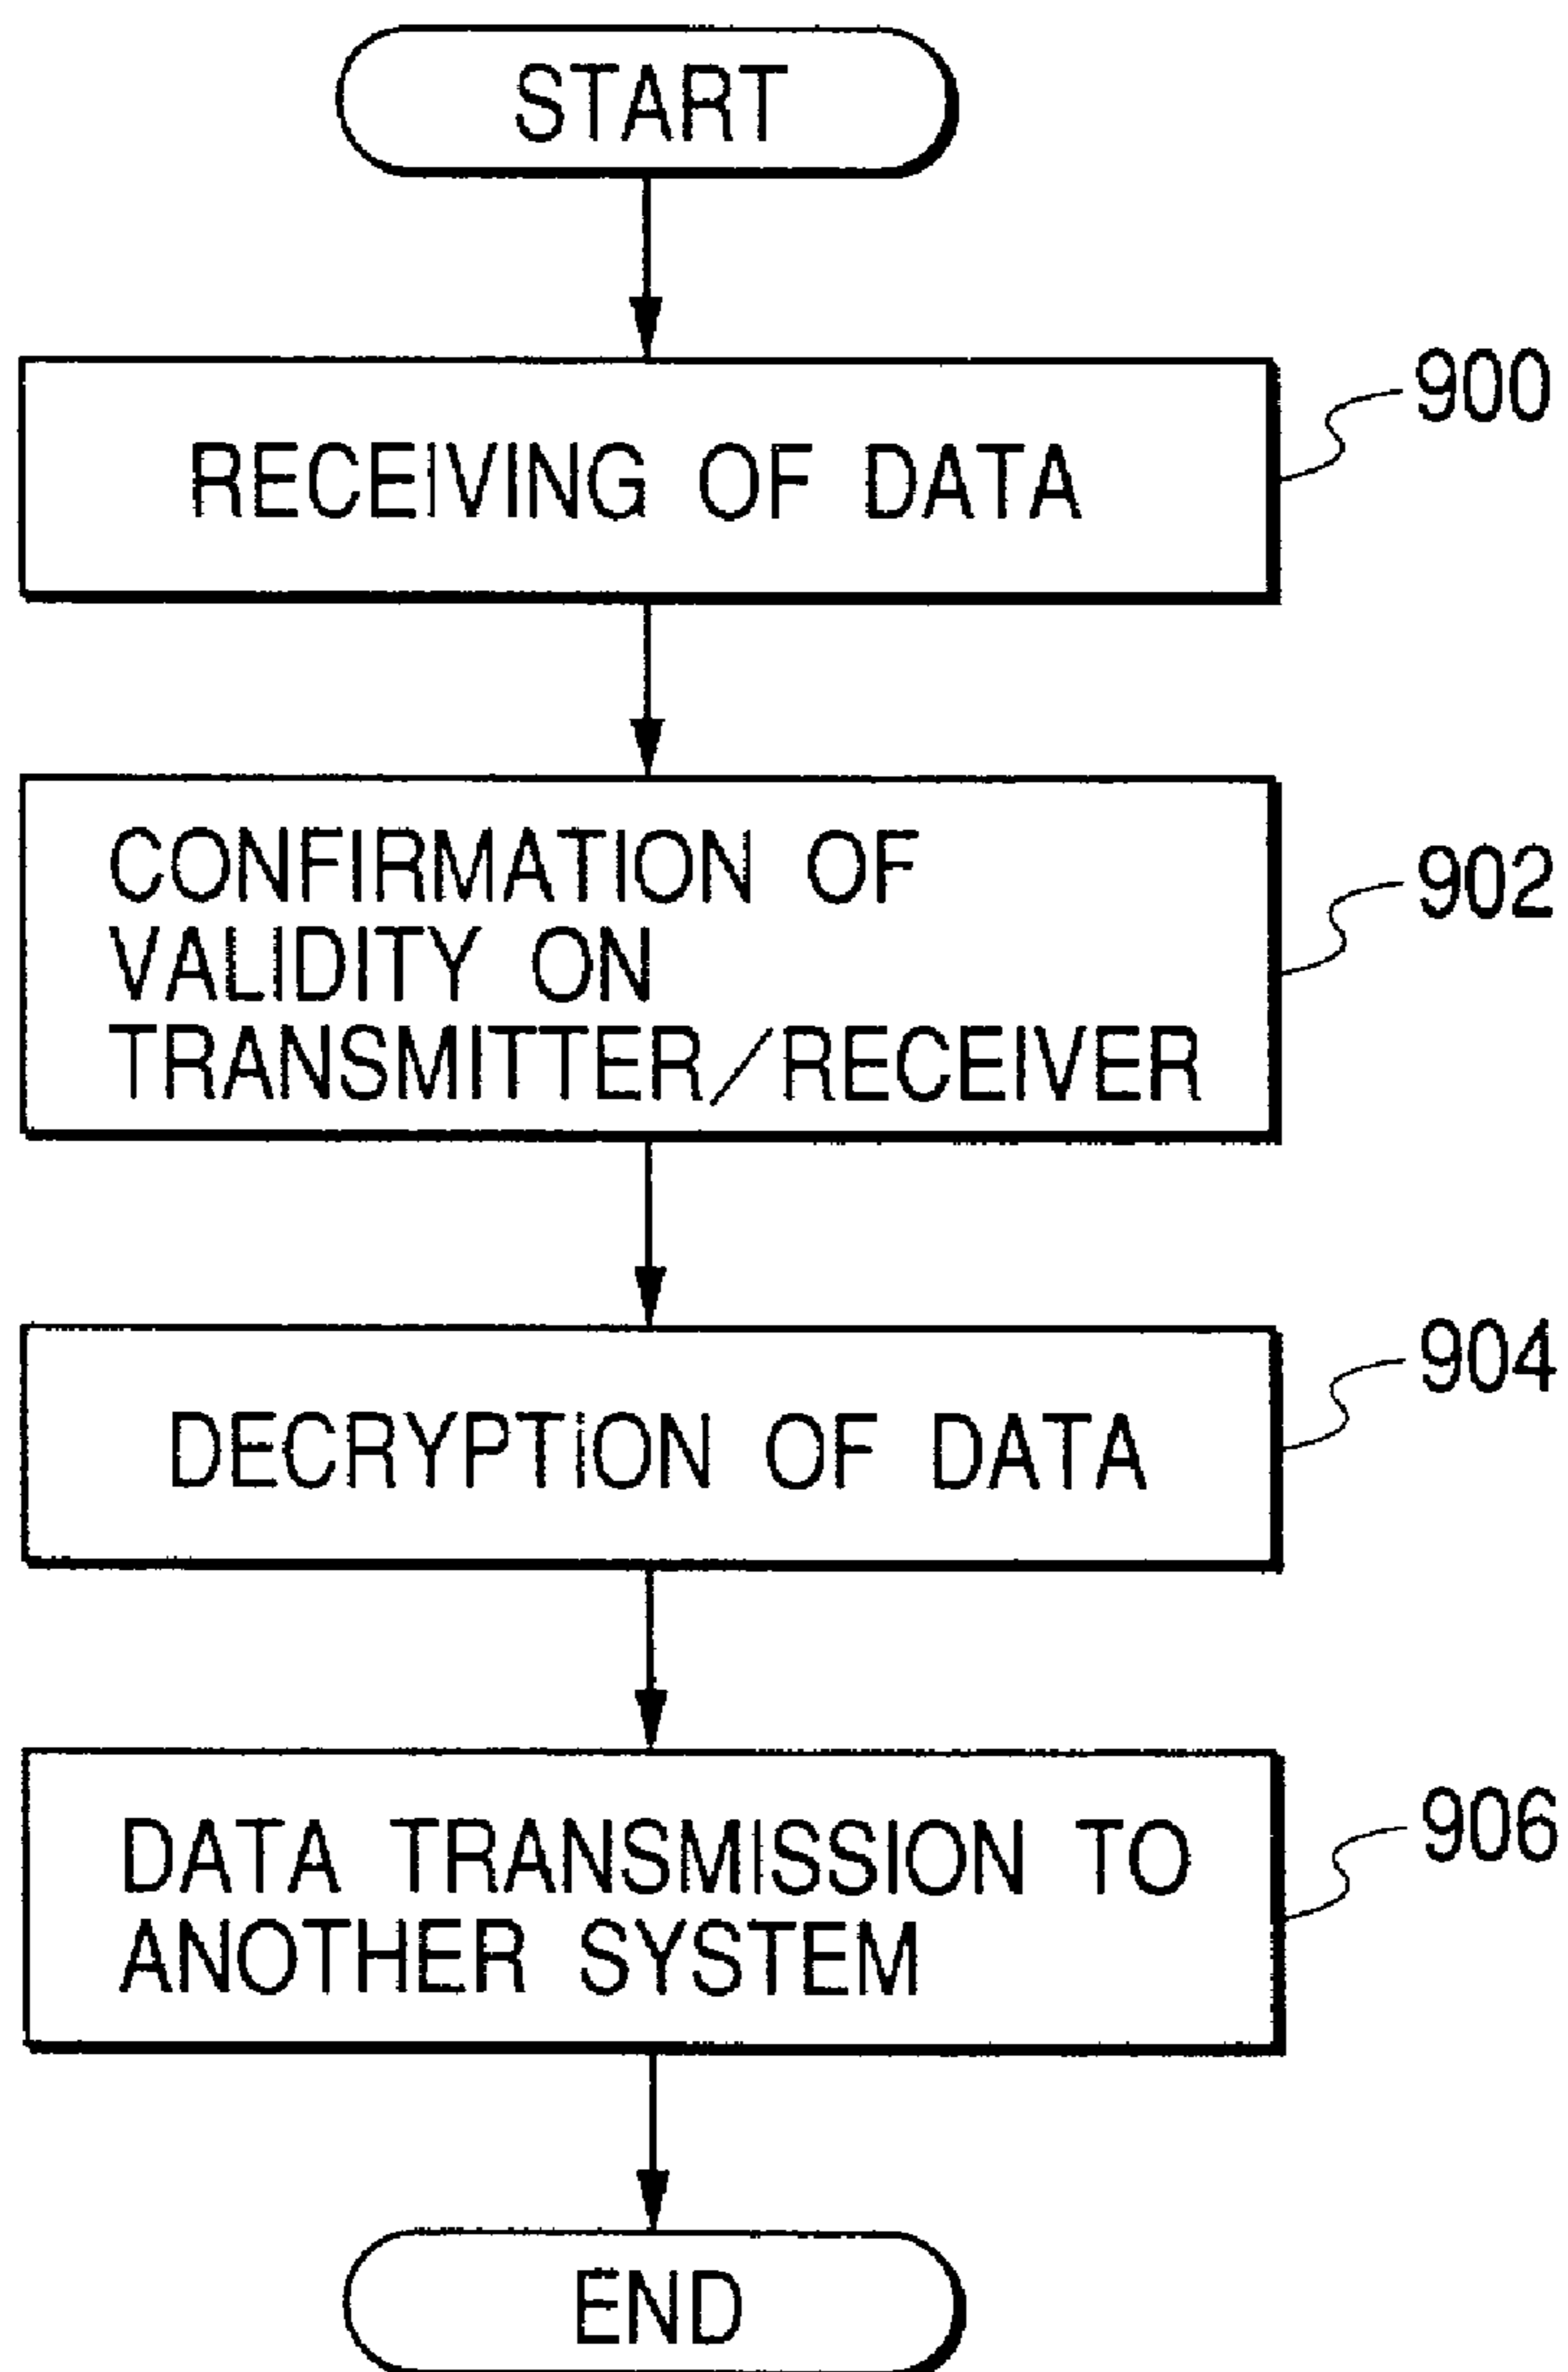 START
RECEIVING OF DATA
900
CONFIRMATION OF
VALIDITY ON
TRANSMITTER/RECEIVER
902
DECRYPTION OF DATA
904
DATA TRANSMISSION TO
ANOTHER SYSTEM
906
END